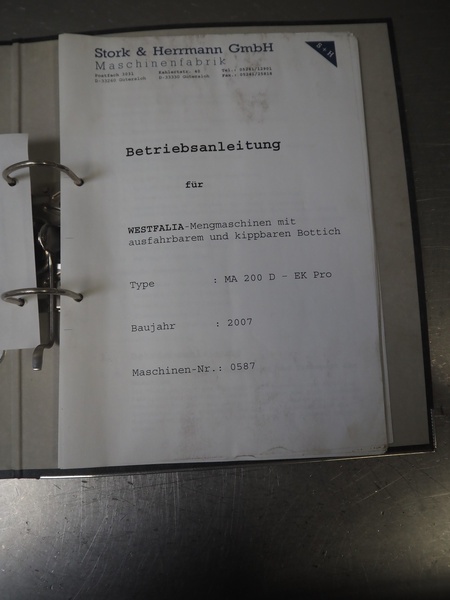 Stork & Herrmann GmbH
Maschinenfabrik
S + H
Betriebsanleitung
für
WESTFALIA-Mengmaschinen mit
ausfahrbarem und kippbaren Bottich
Type : MA 200 D - EK Pro
Baujahr : 2007
Maschinen-Nr.: 0587